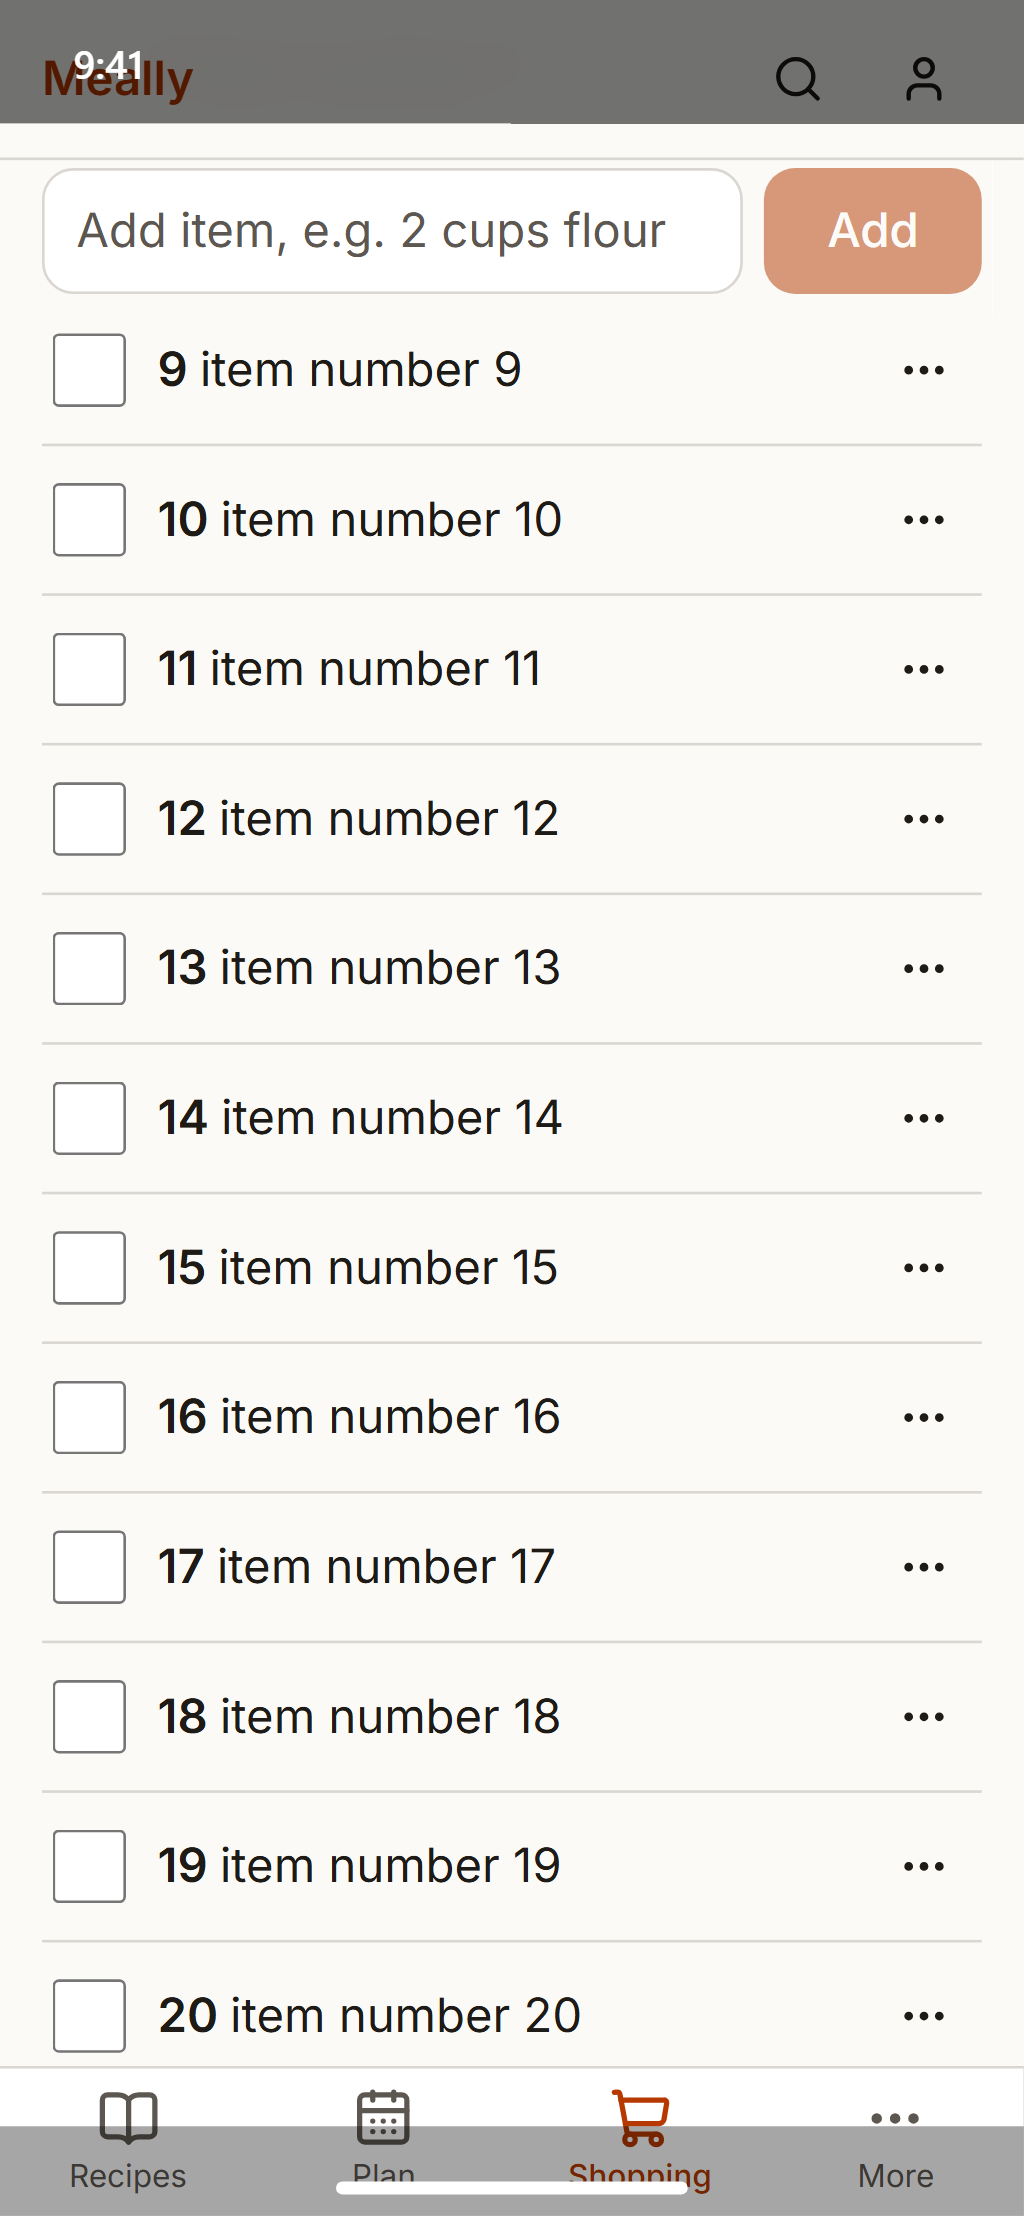 9:41
Meally
Add item, e.g. 2 cups flour
Add
9 item number 9
10 item number 10
11 item number 11
12 item number 12
13 item number 13
14 item number 14
15 item number 15
16 item number 16
17 item number 17
18 item number 18
19 item number 19
20 item number 20
Recipes
Plan
Shopping
More